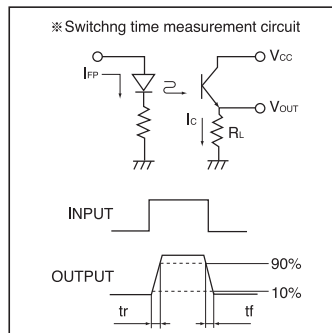 ※Switchng time measurement circuit
IFP
VCC
VOUT
IC
RL
INPUT
OUTPUT
90%
10%
tr
tf